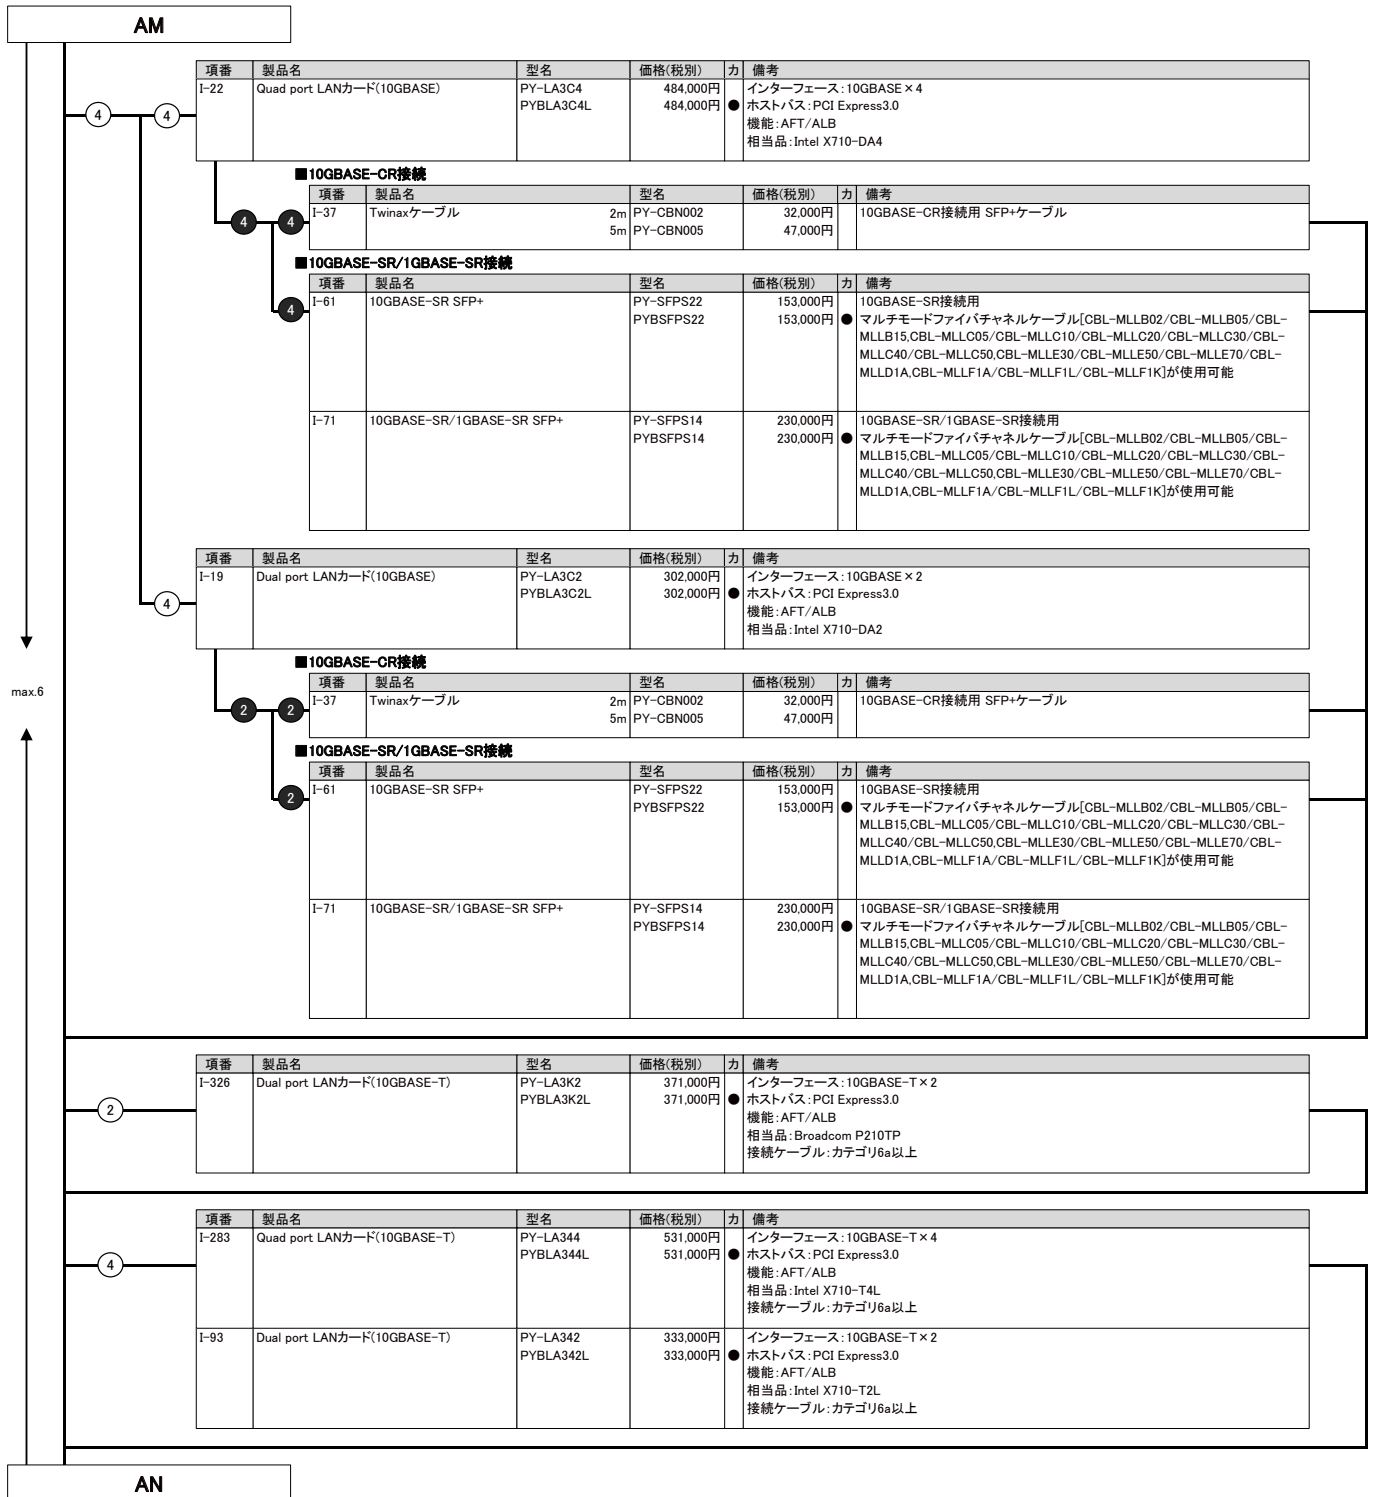 AM
項番 製品名 型名 価格(税別) カ 備考
I-22 Quad port LANカード(10GBASE) PY-LA3C4 484,000円 インターフェース:10GBASE×4
PYBLA3C4L 484,000円 ● ホストバス:PCI Express3.0
機能:AFT/ALB
相当品:Intel X710-DA4
4 4
■10GBASE-CR接続
項番 製品名 型名 価格(税別) カ 備考
I-37 Twinaxケーブル 2m PY-CBN002 32,000円 10GBASE-CR接続用 SFP+ケーブル
5m PY-CBN005 47,000円
4 4
■10GBASE-SR/1GBASE-SR接続
項番 製品名 型名 価格(税別) カ 備考
I-61 10GBASE-SR SFP+ PY-SFPS22 153,000円 10GBASE-SR接続用
PYBSFPS22 153,000円 ● マルチモードファイバチャネルケーブル[CBL-MLLB02/CBL-MLLB05/CBL-
MLLB15,CBL-MLLC05/CBL-MLLC10/CBL-MLLC20/CBL-MLLC30/CBL-
MLLC40/CBL-MLLC50,CBL-MLLE30/CBL-MLLE50/CBL-MLLE70/CBL-
MLLD1A,CBL-MLLF1A/CBL-MLLF1L/CBL-MLLF1K]が使用可能
4
I-71 10GBASE-SR/1GBASE-SR SFP+ PY-SFPS14 230,000円 10GBASE-SR/1GBASE-SR接続用
PYBSFPS14 230,000円 ● マルチモードファイバチャネルケーブル[CBL-MLLB02/CBL-MLLB05/CBL-
MLLB15,CBL-MLLC05/CBL-MLLC10/CBL-MLLC20/CBL-MLLC30/CBL-
MLLC40/CBL-MLLC50,CBL-MLLE30/CBL-MLLE50/CBL-MLLE70/CBL-
MLLD1A,CBL-MLLF1A/CBL-MLLF1L/CBL-MLLF1K]が使用可能
項番 製品名 型名 価格(税別) カ 備考
I-19 Dual port LANカード(10GBASE) PY-LA3C2 302,000円 インターフェース:10GBASE×2
PYBLA3C2L 302,000円 ● ホストバス:PCI Express3.0
機能:AFT/ALB
相当品:Intel X710-DA2
4
max.6
■10GBASE-CR接続
項番 製品名 型名 価格(税別) カ 備考
I-37 Twinaxケーブル 2m PY-CBN002 32,000円 10GBASE-CR接続用 SFP+ケーブル
5m PY-CBN005 47,000円
2 2
■10GBASE-SR/1GBASE-SR接続
項番 製品名 型名 価格(税別) カ 備考
I-61 10GBASE-SR SFP+ PY-SFPS22 153,000円 10GBASE-SR接続用
PYBSFPS22 153,000円 ● マルチモードファイバチャネルケーブル[CBL-MLLB02/CBL-MLLB05/CBL-
MLLB15,CBL-MLLC05/CBL-MLLC10/CBL-MLLC20/CBL-MLLC30/CBL-
MLLC40/CBL-MLLC50,CBL-MLLE30/CBL-MLLE50/CBL-MLLE70/CBL-
MLLD1A,CBL-MLLF1A/CBL-MLLF1L/CBL-MLLF1K]が使用可能
2
I-71 10GBASE-SR/1GBASE-SR SFP+ PY-SFPS14 230,000円 10GBASE-SR/1GBASE-SR接続用
PYBSFPS14 230,000円 ● マルチモードファイバチャネルケーブル[CBL-MLLB02/CBL-MLLB05/CBL-
MLLB15,CBL-MLLC05/CBL-MLLC10/CBL-MLLC20/CBL-MLLC30/CBL-
MLLC40/CBL-MLLC50,CBL-MLLE30/CBL-MLLE50/CBL-MLLE70/CBL-
MLLD1A,CBL-MLLF1A/CBL-MLLF1L/CBL-MLLF1K]が使用可能
項番 製品名 型名 価格(税別) カ 備考
I-326 Dual port LANカード(10GBASE-T) PY-LA3K2 371,000円 インターフェース:10GBASE-T×2
PYBLA3K2L 371,000円 ● ホストバス:PCI Express3.0
機能:AFT/ALB
相当品:Broadcom P210TP
接続ケーブル:カテゴリ6a以上
2
項番 製品名 型名 価格(税別) カ 備考
I-283 Quad port LANカード(10GBASE-T) PY-LA344 531,000円 インターフェース:10GBASE-T×4
PYBLA344L 531,000円 ● ホストバス:PCI Express3.0
機能:AFT/ALB
相当品:Intel X710-T4L
接続ケーブル:カテゴリ6a以上
4
I-93 Dual port LANカード(10GBASE-T) PY-LA342 333,000円 インターフェース:10GBASE-T×2
PYBLA342L 333,000円 ● ホストバス:PCI Express3.0
機能:AFT/ALB
相当品:Intel X710-T2L
接続ケーブル:カテゴリ6a以上
AN